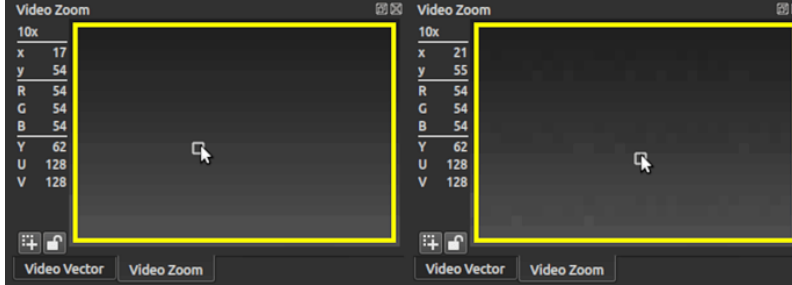 Video Zoom
10x
x 17
y 54
R 54
G 54
B 54
Y 62
U 128
V 128
Video Vector
Video Zoom
Video Zoom
10x
x 21
y 55
R 54
G 54
B 54
Y 62
U 128
V 128
Video Vector
Video Zoom